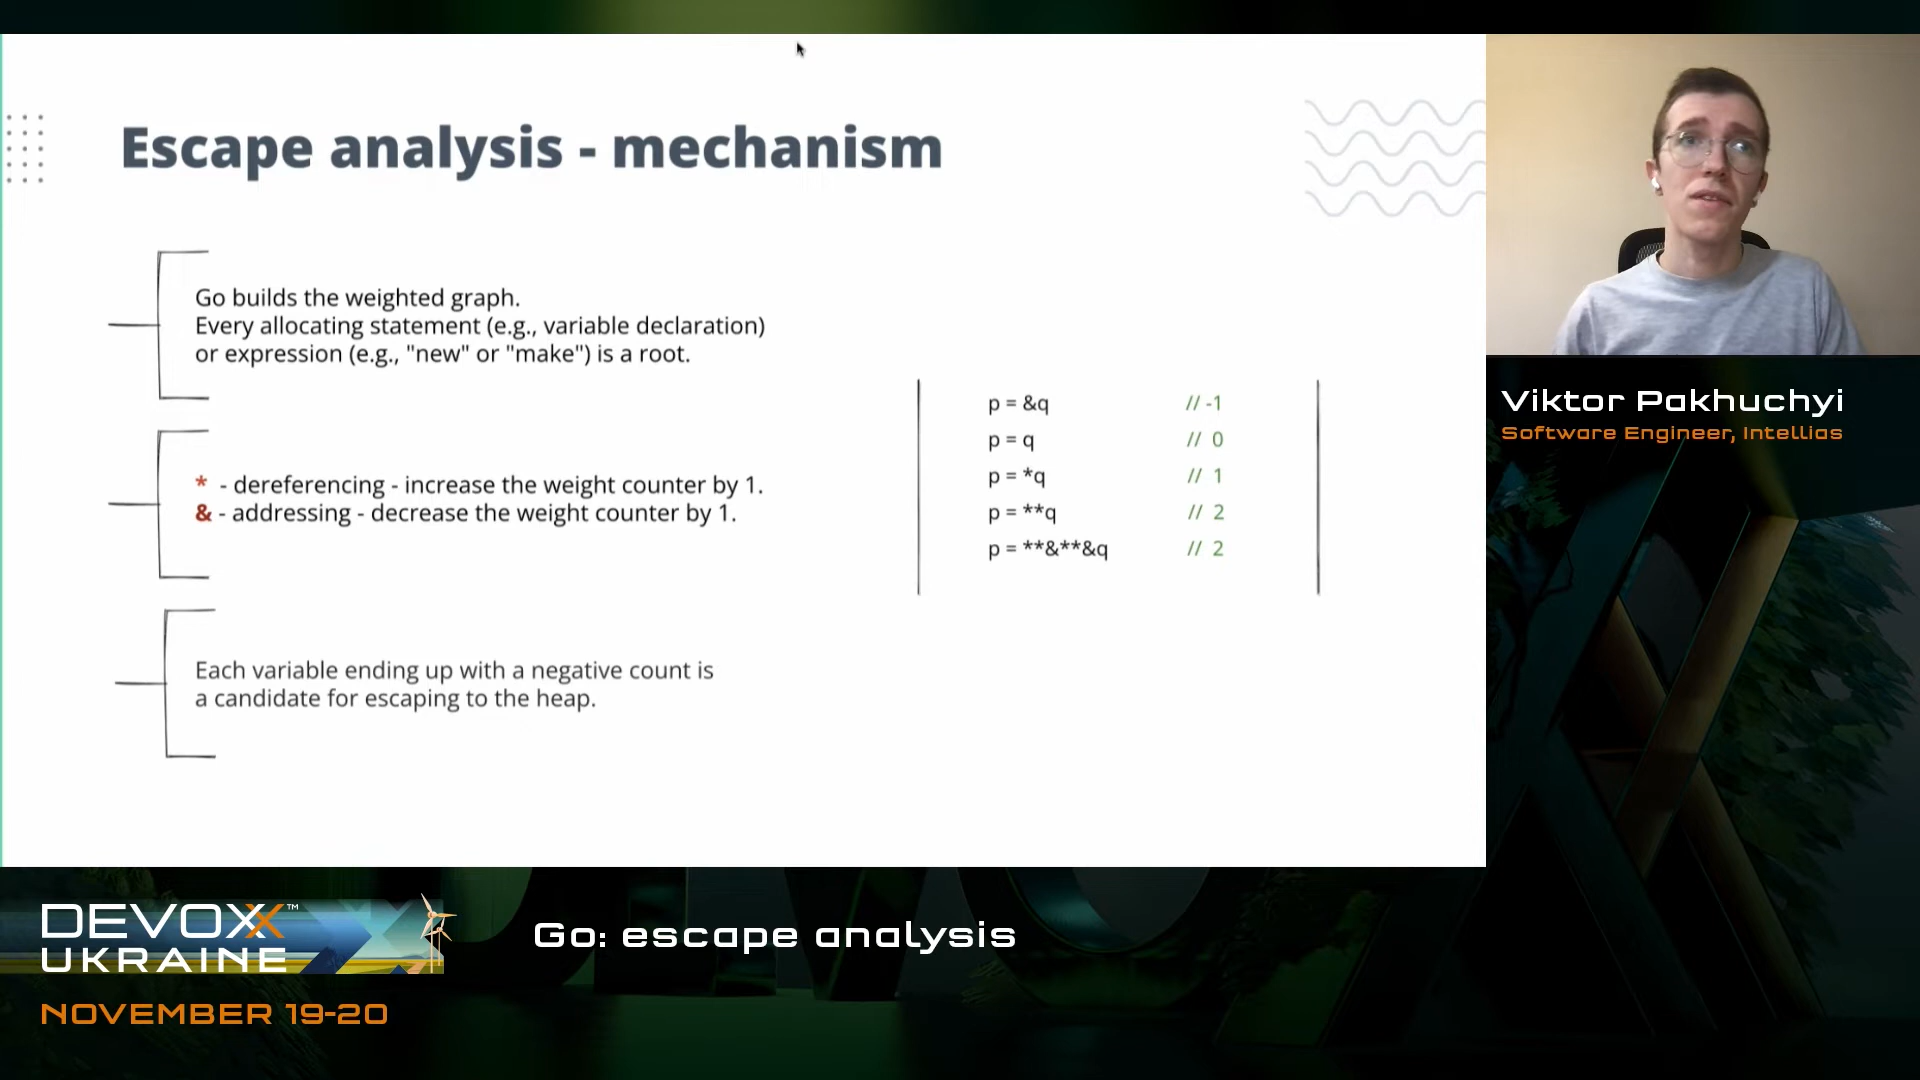 Escape analysis - mechanism
Go builds the weighted graph.
Every allocating statement (e.g., variable declaration)
or expression (e.g., "new" or "make") is a root.
* - dereferencing - increase the weight counter by 1.
& - addressing - decrease the weight counter by 1.
Each variable ending up with a negative count is
a candidate for escaping to the heap.
p = &q // -1
p = q // 0
p = *q // 1
p = **q // 2
p = **&**&q // 2
Viktor Pakhuchyi
Software Engineer, Intellias
DEVOXX™
UKRAINE
NOVEMBER 19-20
Go: escape analysis